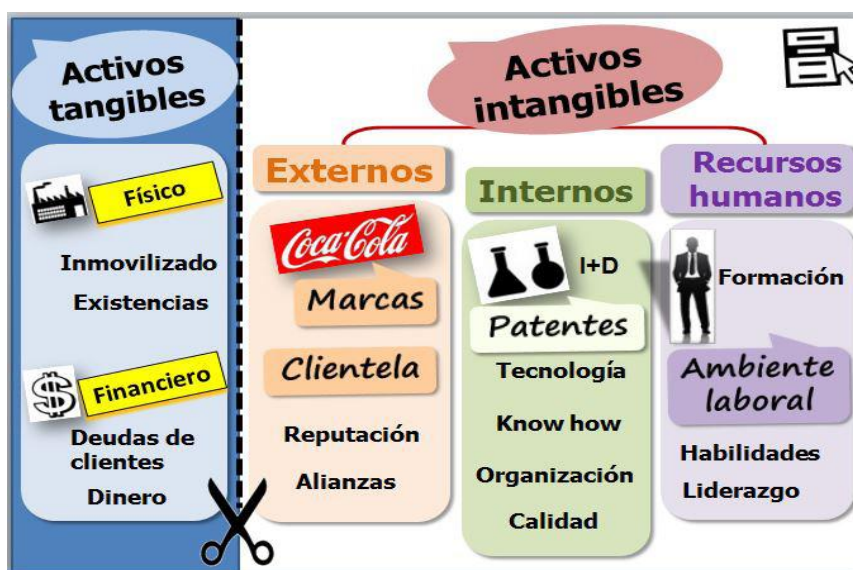 Activos
tangibles
Físico
Inmovilizado
Existencias
Financiero
Deudas de
clientes
Dinero
Activos
intangibles
Externos
Coca-Cola
Marcas
Clientela
Reputación
Alianzas
Internos
I+D
Patentes
Tecnología
Know how
Organización
Calidad
Recursos
humanos
Formación
Ambiente
laboral
Habilidades
Liderazgo